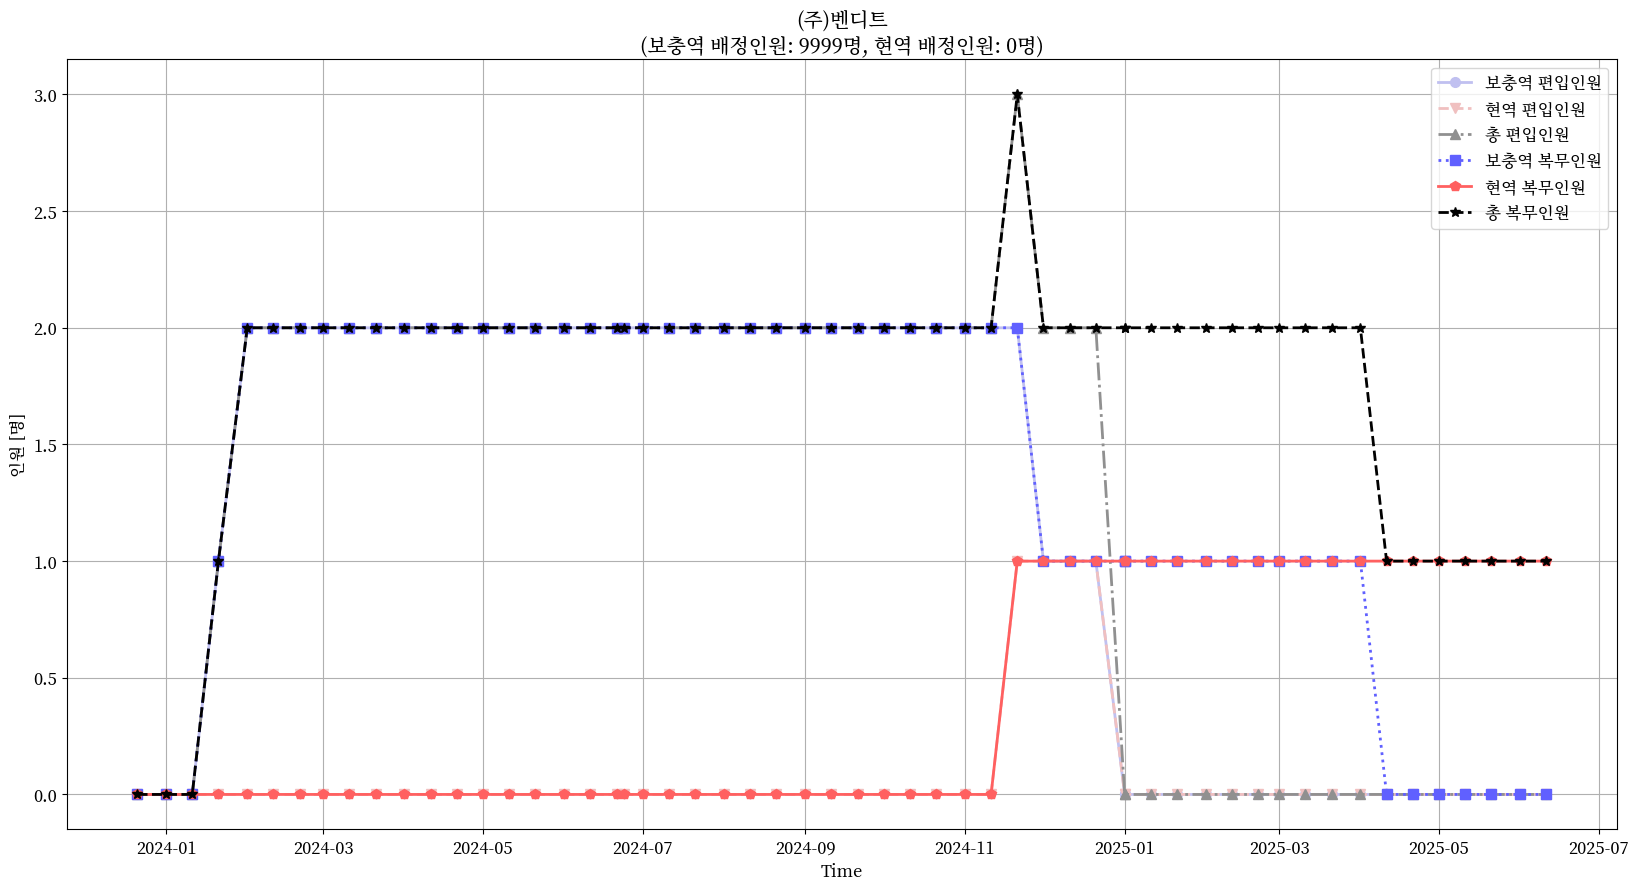 (주)벤디트
(보충역 배정인원: 9999명, 현역 배정인원: 0명)
보충역 편입인원
현역 편입인원
총 편입인원
보충역 복무인원
현역 복무인원
총 복무인원
3.0
2.5
2.0
1.5
1.0
0.5
0.0
인원 [명]
2024-01
2024-03
2024-05
2024-07
2024-09
2024-11
2025-01
2025-03
2025-05
2025-07
Time